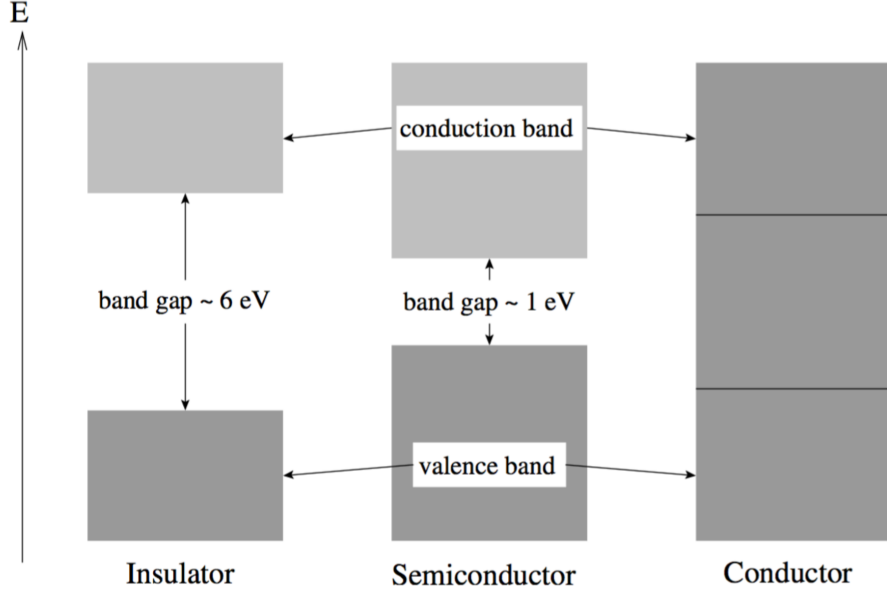 E
conduction band
band gap ~ 6 eV
band gap ~ 1 eV
valence band
Insulator
Semiconductor
Conductor